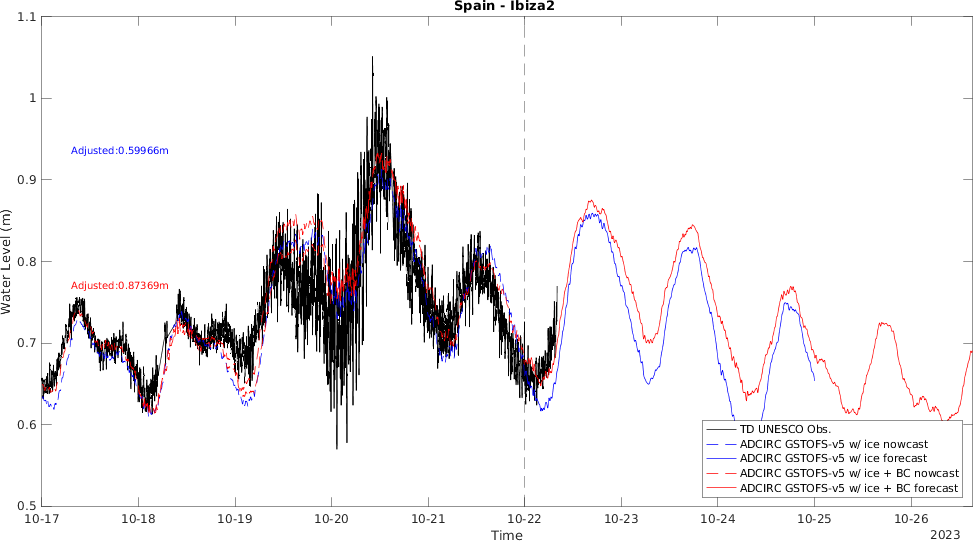 Spain - Ibiza2
1.1
1
0.9
0.8
0.7
0.6
0.5
Water Level (m)
Adjusted:0.59966m
Adjusted:0.87369m
TD UNESCO Obs.
ADCIRC GSTOFS-v5 w/ ice nowcast
ADCIRC GSTOFS-v5 w/ ice forecast
ADCIRC GSTOFS-v5 w/ ice + BC nowcast
ADCIRC GSTOFS-v5 w/ ice + BC forecast
10-17 10-18 10-19 10-20 10-21 10-22 10-23 10-24 10-25 10-26
Time
2023